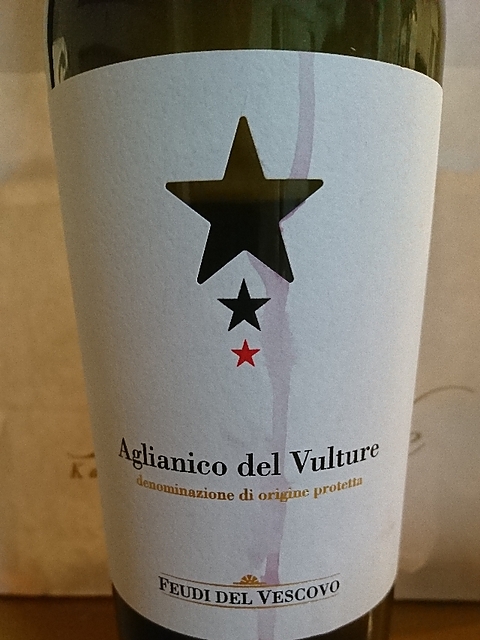 Aglianico del Vulture
denominazione di origine protetta
FEUDI DEL VESCOVO